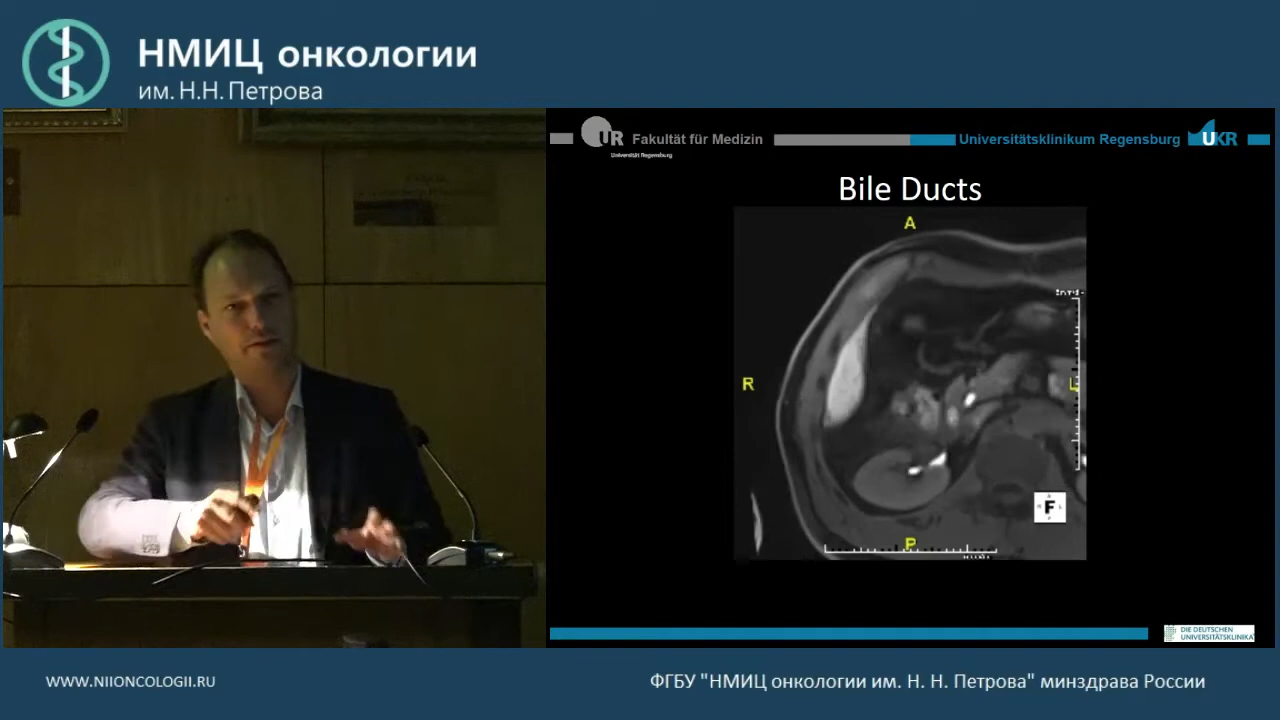 НМИЦ онкологии
им. Н.Н. Петрова
UR Fakultät für Medizin
Universität Regensburg
Universitätsklinikum Regensburg UKR
Bile Ducts
A
R
L
F
P
DIE DEUTSCHEN
UNIVERSITÄTSKLINIKA
WWW.NIIONCOLOGII.RU
ФГБУ "НМИЦ онкологии им. Н. Н. Петрова" минздрава России